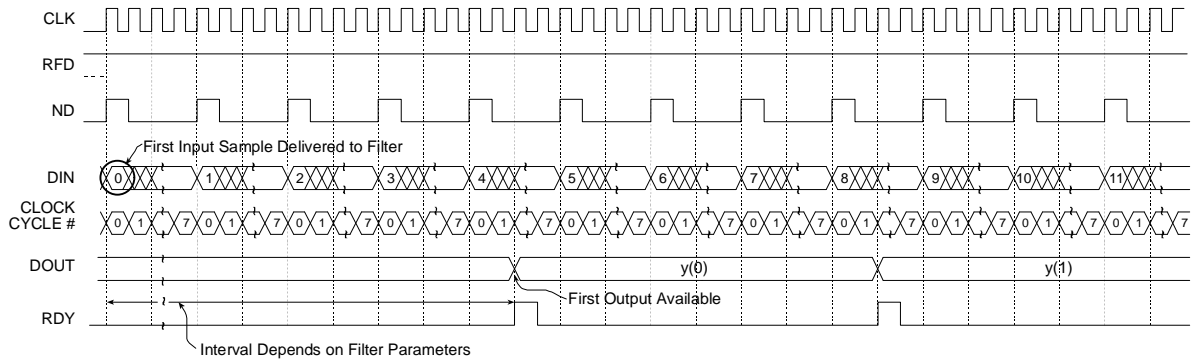 CLK
RFD
ND
First Input Sample Delivered to Filter
DIN 0 1 2 3 4 5 6 7 8 9 10 11
CLOCK
CYCLE # 0 1 7 0 1 7 0 1 7 0 1 7 0 1 7 0 1 7 0 1 7 0 1 7 0 1 7 0 1 7 0 1 7 0 1 7
DOUT y(0) y(1)
First Output Available
RDY
Interval Depends on Filter Parameters